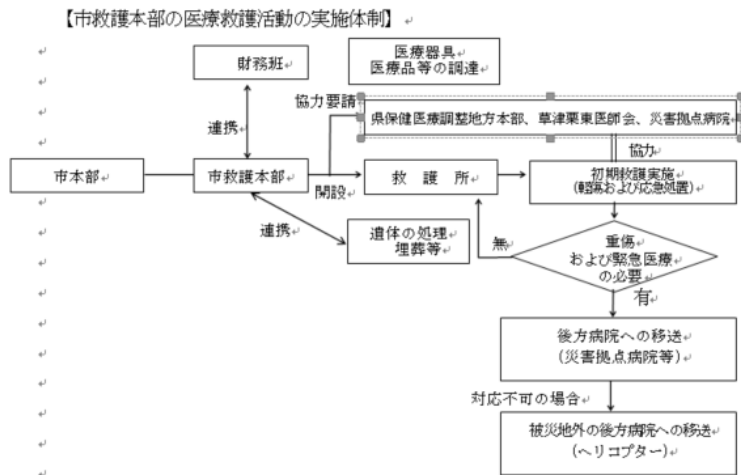 【市救護本部の医療救護活動の実施体制】
財務班
医療器具
医療品等の調達
協力要請
県保健医療調整地方本部、草津栗東医師会、災害拠点病院
連携
協力
市本部
市救護本部
開設
救護所
初期救護実施
(軽傷および応急処置)
連携
遺体の処理
埋葬等
無
重傷
および緊急医療
の必要
有
後方病院への移送
(災害拠点病院等)
対応不可の場合
被災地外の後方病院への移送
(ヘリコプター)